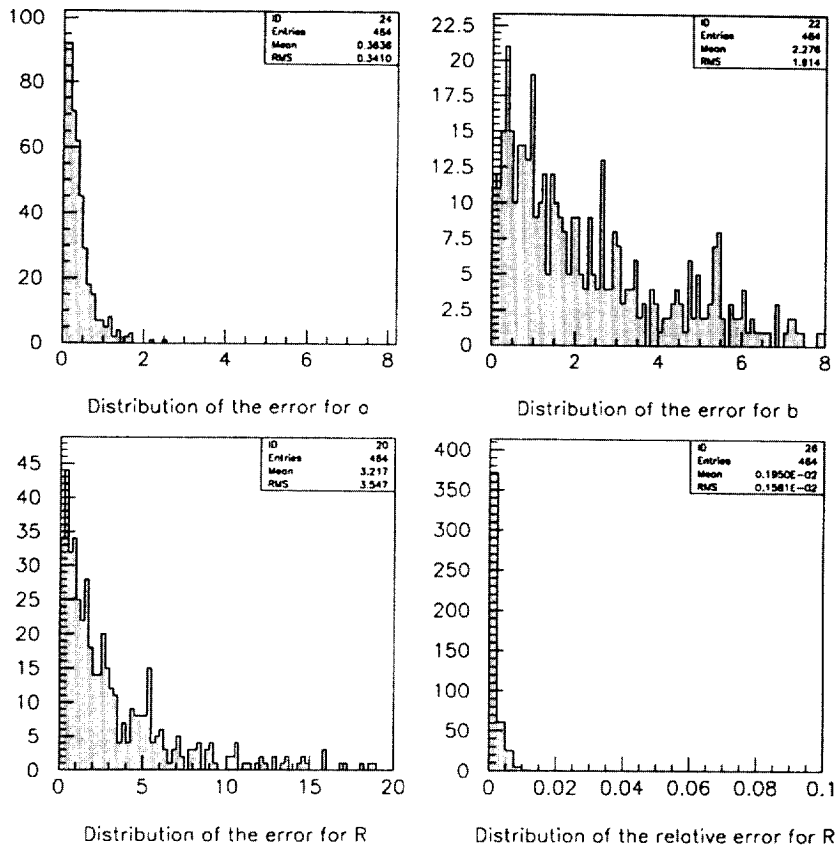 ID 24
Entries 464
Mean 0.3636
RMS 0.3410
100
80
60
40
20
0
0 2 4 6 8
Distribution of the error for a
ID 22
Entries 464
Mean 2.276
RMS 1.814
22.5
20
17.5
15
12.5
10
7.5
5
2.5
0
0 2 4 6 8
Distribution of the error for b
ID 20
Entries 464
Mean 3.217
RMS 3.547
45
40
35
30
25
20
15
10
5
0
0 5 10 15 20
Distribution of the error for R
ID 26
Entries 464
Mean 0.1950E-02
RMS 0.1581E-02
400
350
300
250
200
150
100
50
0
0 0.02 0.04 0.06 0.08 0.1
Distribution of the relative error for R